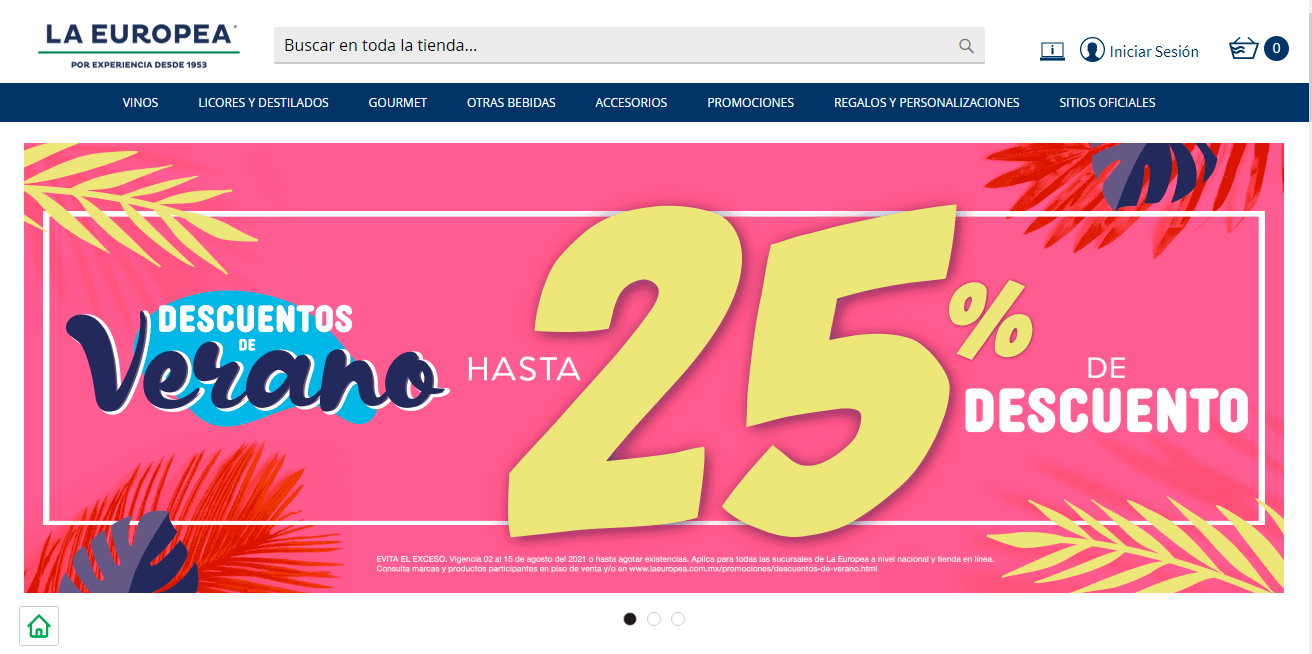 LA EUROPEA
POR EXPERIENCIA DESDE 1953
Buscar en toda la tienda...
Iniciar Sesión
0
VINOS
LICORES Y DESTILADOS
GOURMET
OTRAS BEBIDAS
ACCESORIOS
PROMOCIONES
REGALOS Y PERSONALIZACIONES
SITIOS OFICIALES
DESCUENTOS
DE
Verano
HASTA
25%
DE
DESCUENTO
EVITA EL EXCESO. Vigencia 02 al 15 de agosto del 2021 o hasta agotar existencias. Aplica para todas las sucursales de La Europea a nivel nacional y tienda en línea.
Consulta marcas y productos participantes en piso de venta y/o en www.laeuropea.com.mx/promociones/descuentos-de-verano.html